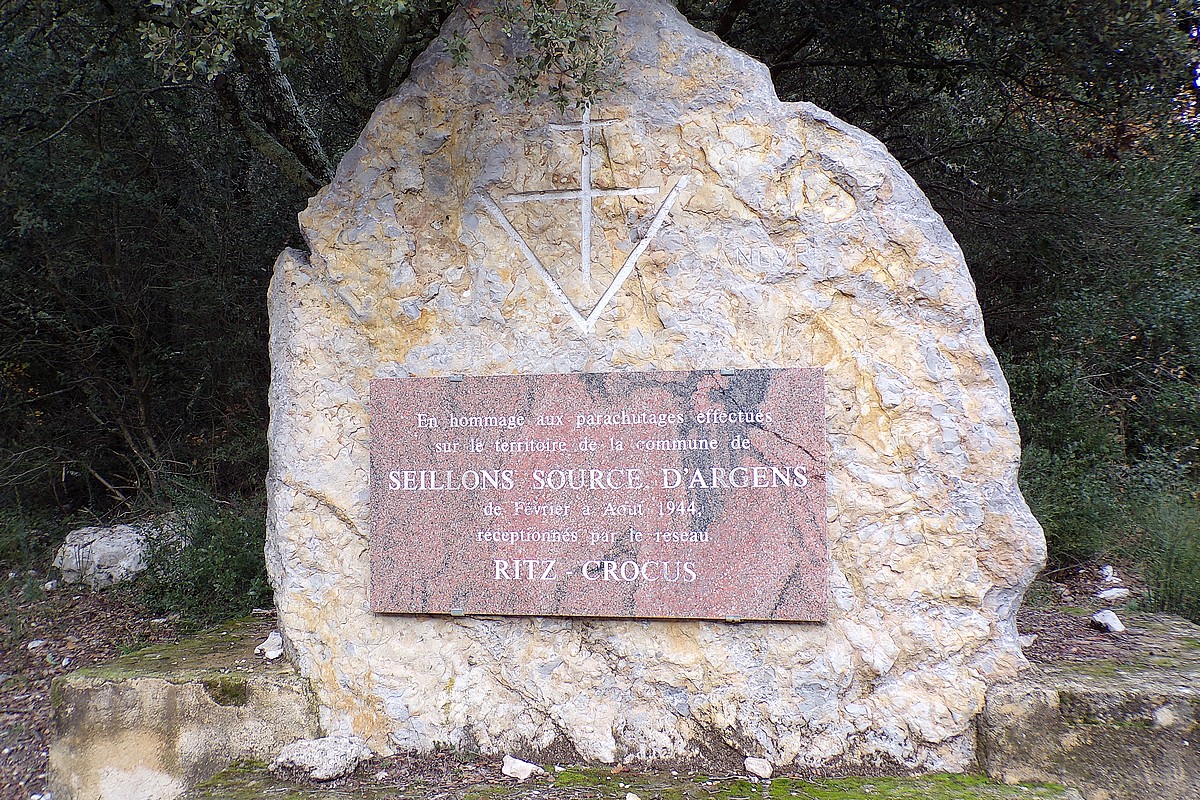 En hommage aux parachutages effectués
sur le territoire de la commune de
SEILLONS SOURCE D'ARGENS
de Février a Aout 1944,
réceptionnés par le réseau
RITZ - CROCUS